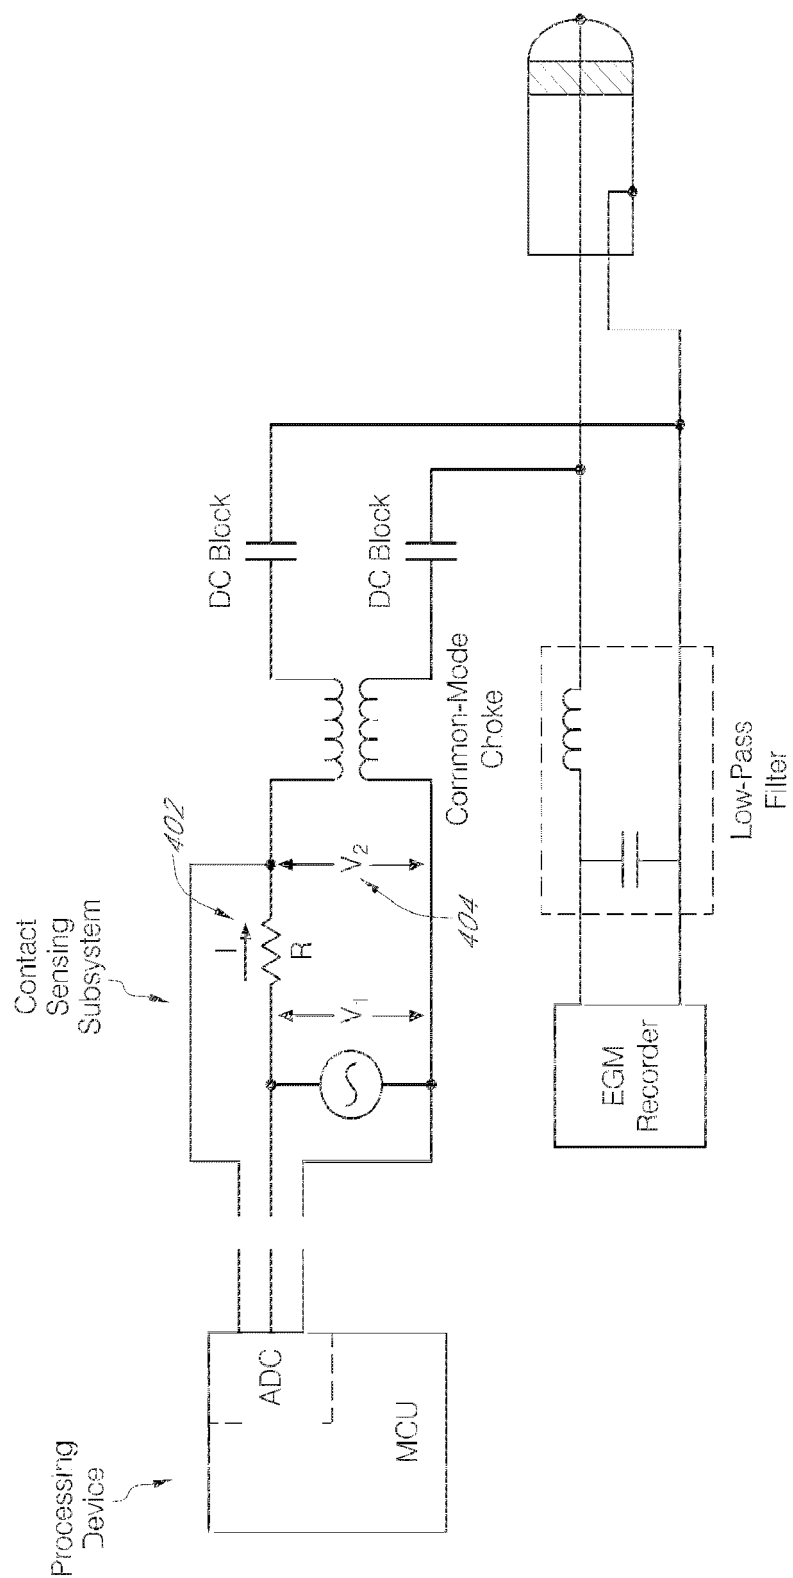 Processing
Device
ADC
MCU
Contact
Sensing
Subsystem
402
I
R
V1
V2
404
DC Block
DC Block
Common-Mode
Choke
EGM
Recorder
Low-Pass
Filter